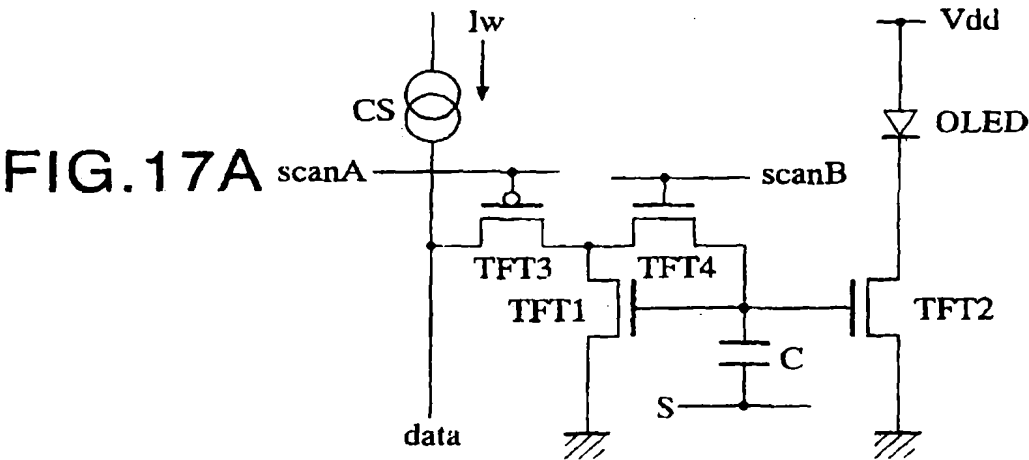 Iw
Vdd
CS
OLED
FIG.17A
scanA
scanB
TFT3
TFT4
TFT1
TFT2
C
S
data